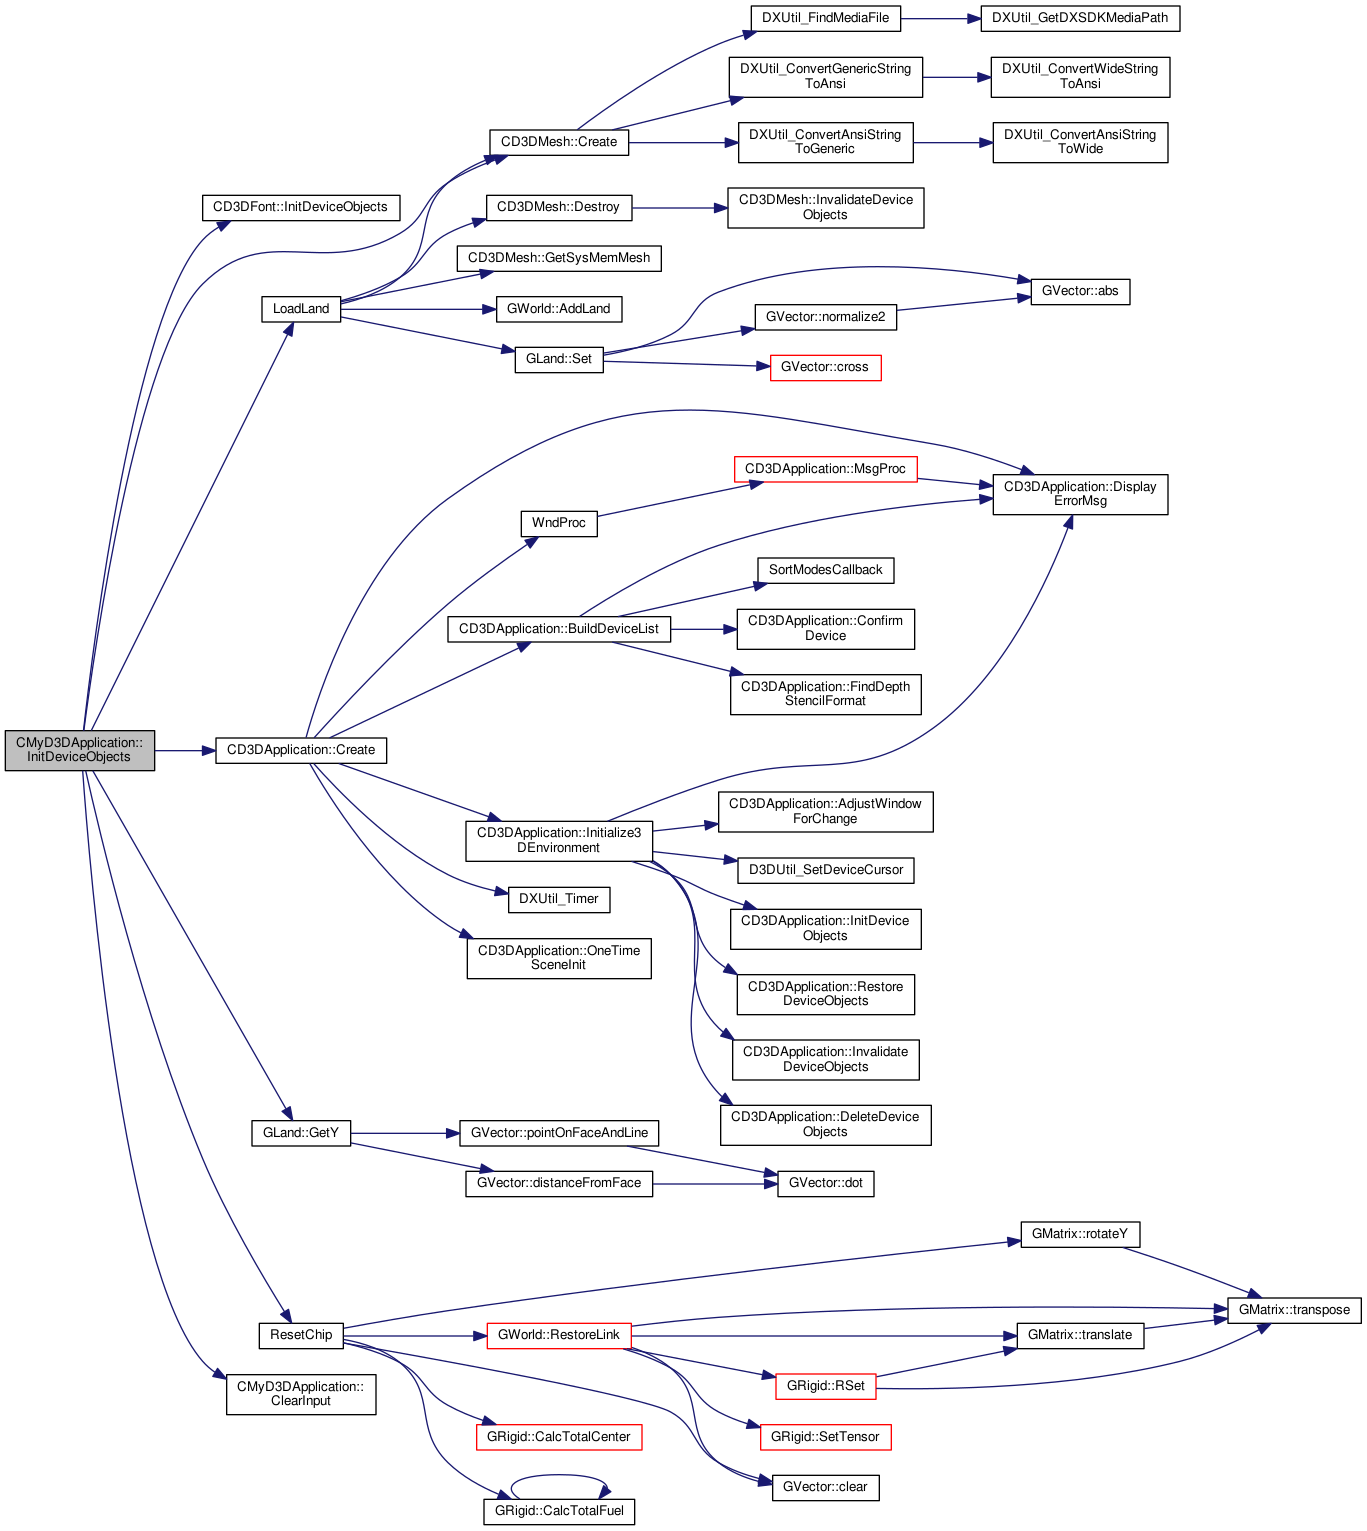 DXUtil_FindMediaFile
DXUtil_GetDXSDKMediaPath
DXUtil_ConvertGenericString
ToAnsi
DXUtil_ConvertWideString
ToAnsi
CD3DMesh::Create
DXUtil_ConvertAnsiString
ToGeneric
DXUtil_ConvertAnsiString
ToWide
CD3DFont::InitDeviceObjects
CD3DMesh::Destroy
CD3DMesh::InvalidateDevice
Objects
CD3DMesh::GetSysMemMesh
LoadLand
GWorld::AddLand
GVector::abs
GVector::normalize2
GLand::Set
GVector::cross
CD3DApplication::MsgProc
CD3DApplication::Display
ErrorMsg
WndProc
SortModesCallback
CD3DApplication::BuildDeviceList
CD3DApplication::Confirm
Device
CD3DApplication::FindDepth
StencilFormat
CMyD3DApplication::
InitDeviceObjects
CD3DApplication::Create
CD3DApplication::AdjustWindow
ForChange
CD3DApplication::Initialize3
DEnvironment
D3DUtil_SetDeviceCursor
DXUtil_Timer
CD3DApplication::InitDevice
Objects
CD3DApplication::OneTime
SceneInit
CD3DApplication::Restore
DeviceObjects
CD3DApplication::Invalidate
DeviceObjects
CD3DApplication::DeleteDevice
Objects
GLand::GetY
GVector::pointOnFaceAndLine
GVector::distanceFromFace
GVector::dot
GMatrix::rotateY
GMatrix::transpose
ResetChip
GWorld::RestoreLink
GMatrix::translate
GRigid::RSet
CMyD3DApplication::
ClearInput
GRigid::CalcTotalCenter
GRigid::SetTensor
GVector::clear
GRigid::CalcTotalFuel